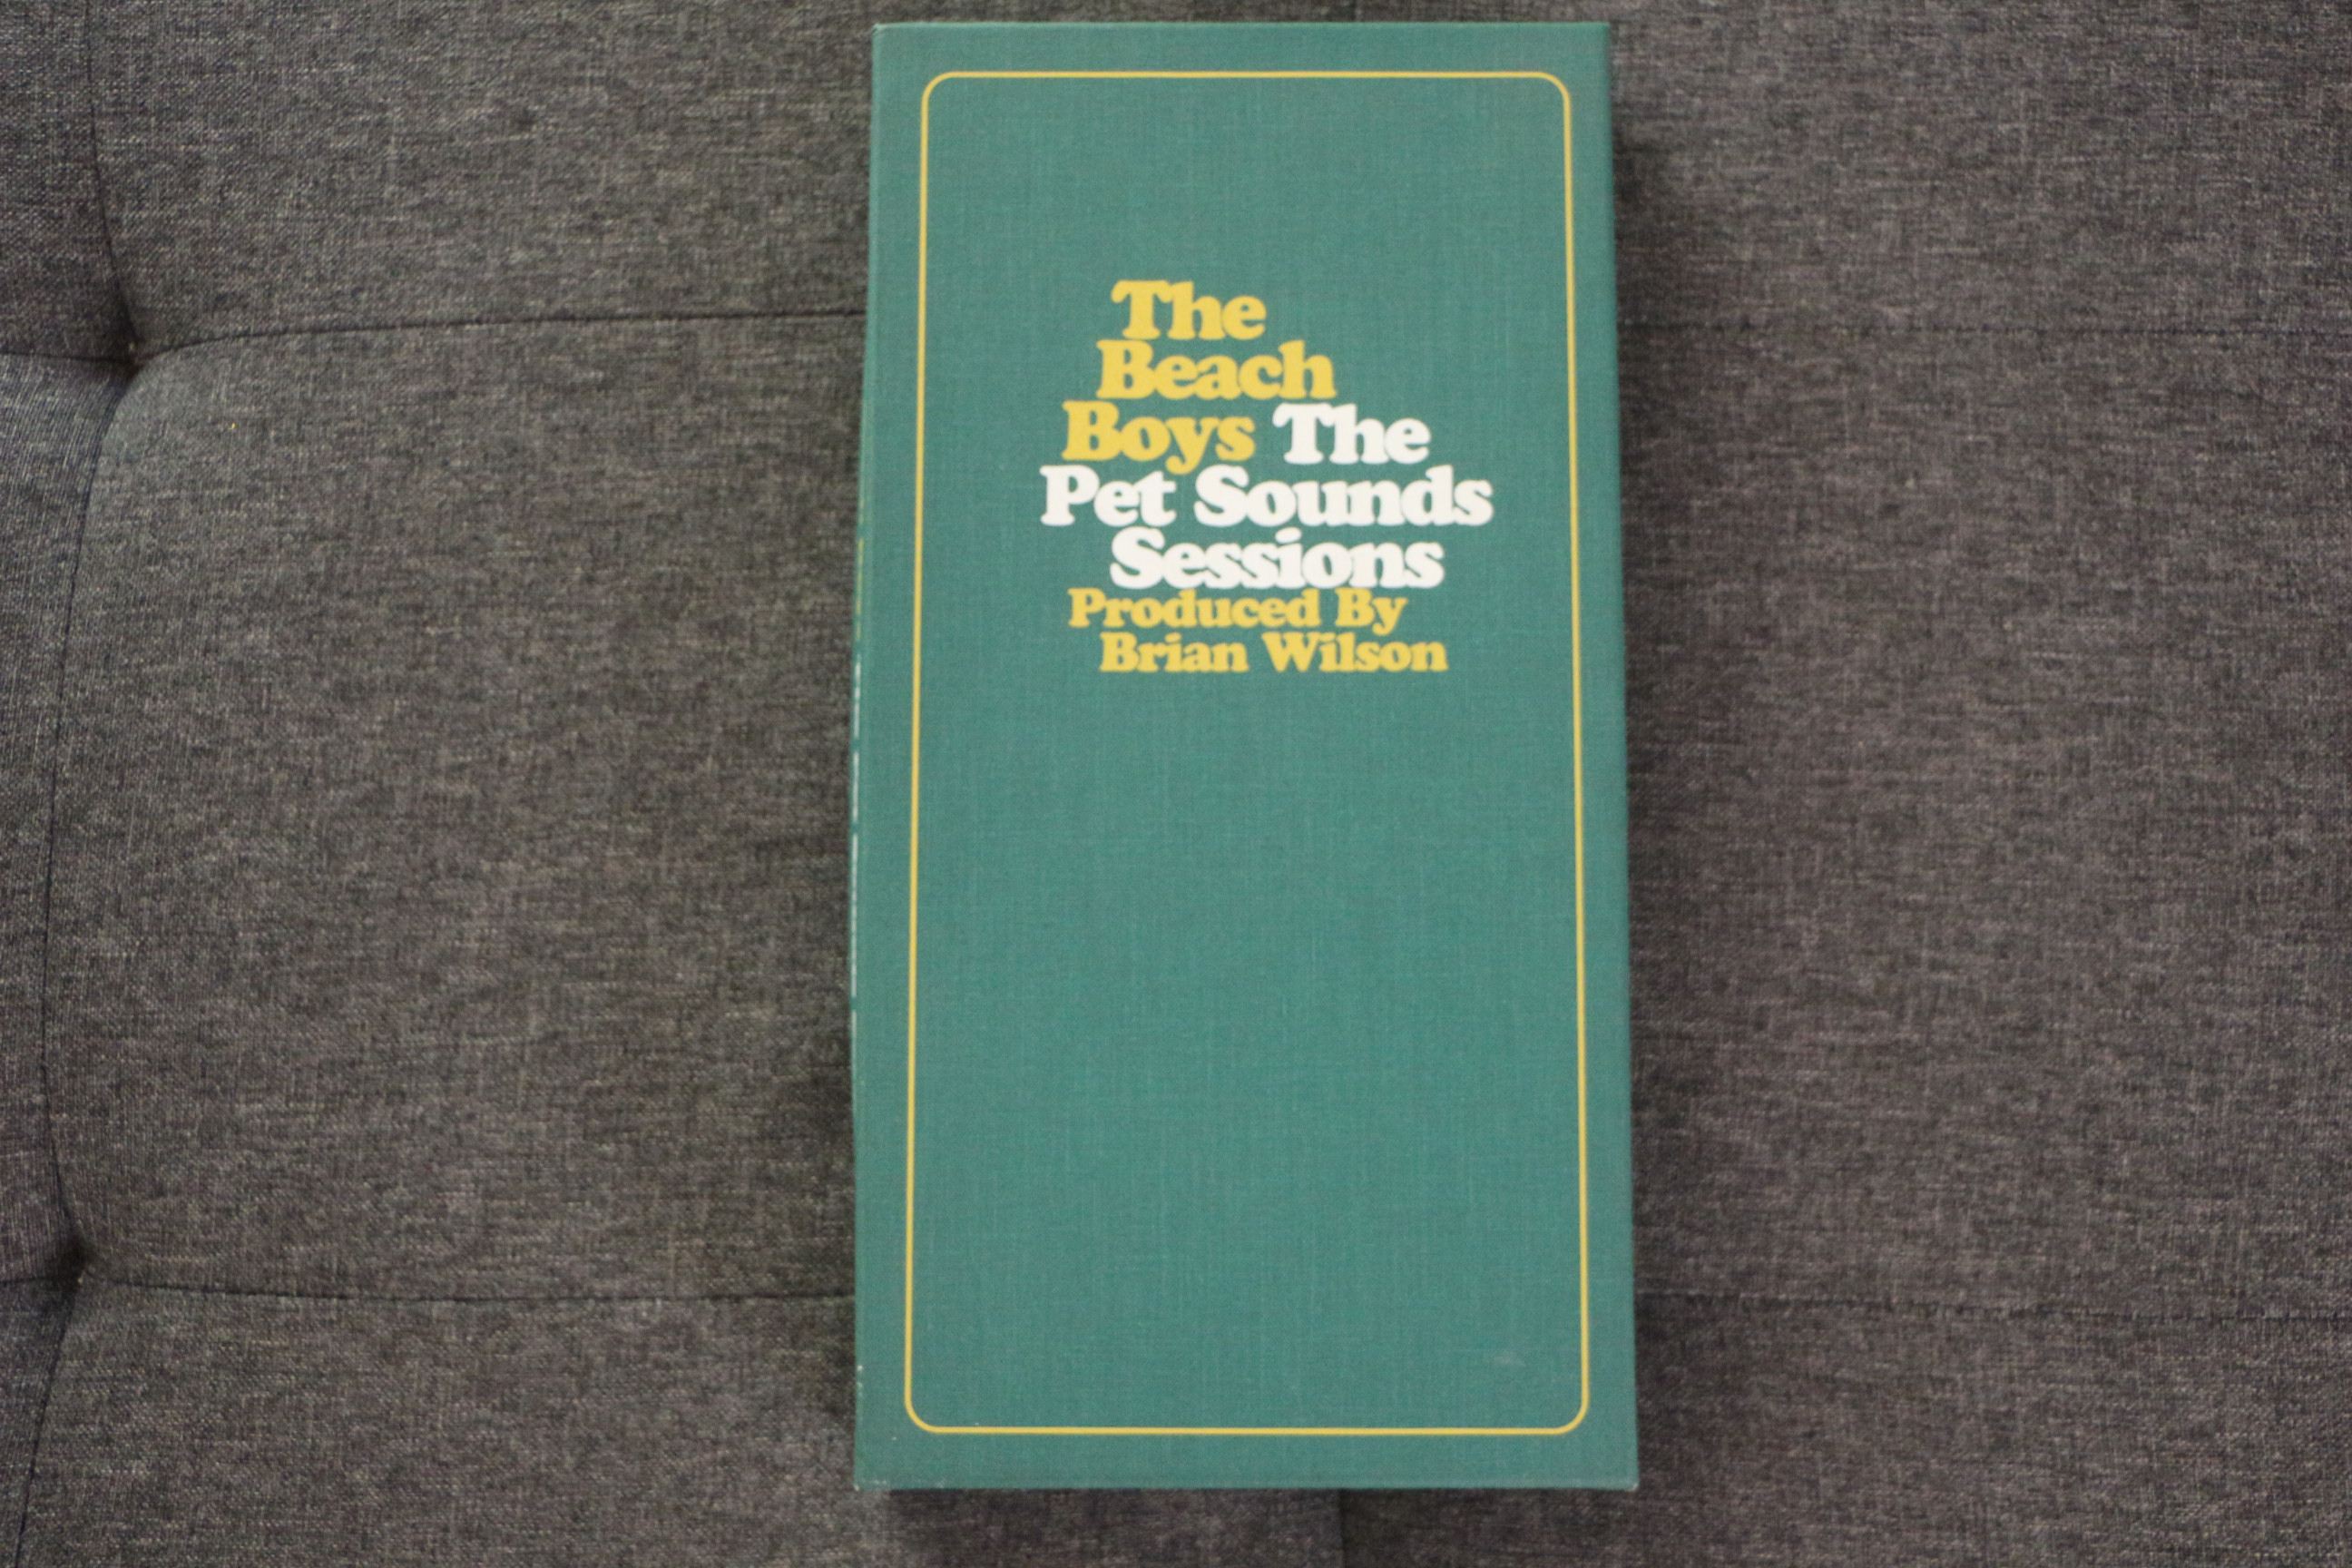 The
Beach
Boys The
Pet Sounds
Sessions
Produced By
Brian Wilson